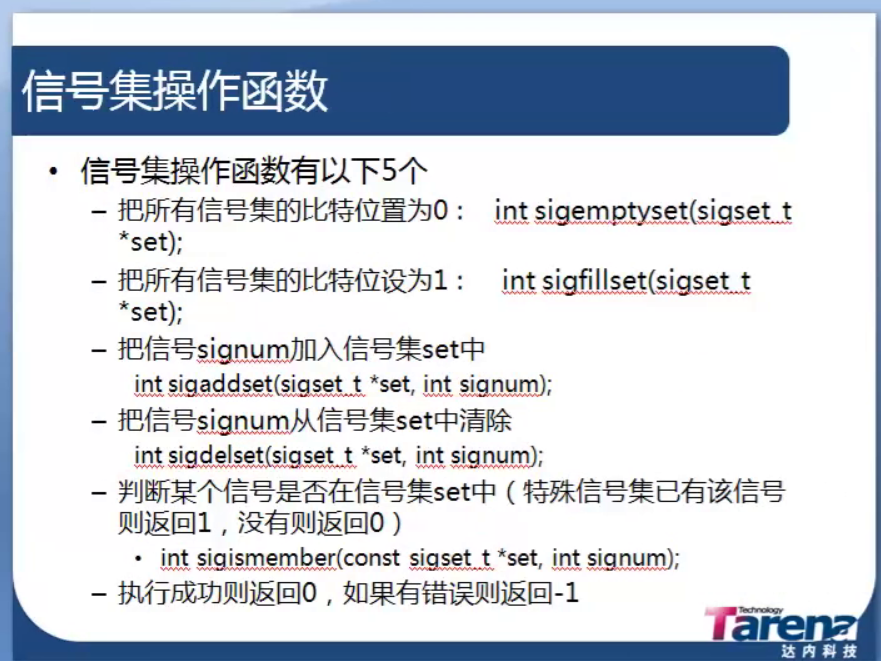 信号集操作函数
• 信号集操作函数有以下5个
– 把所有信号集的比特位置为0： int sigemptyset(sigset_t
*set);
– 把所有信号集的比特位设为1： int sigfillset(sigset_t
*set);
– 把信号signum加入信号集set中
int sigaddset(sigset_t *set, int signum);
– 把信号signum从信号集set中清除
int sigdelset(sigset_t *set, int signum);
– 判断某个信号是否在信号集set中（特殊信号集已有该信号
则返回1，没有则返回0）
• int sigismember(const sigset_t *set, int signum);
– 执行成功则返回0，如果有错误则返回-1
Technology
Tarena
达内科技